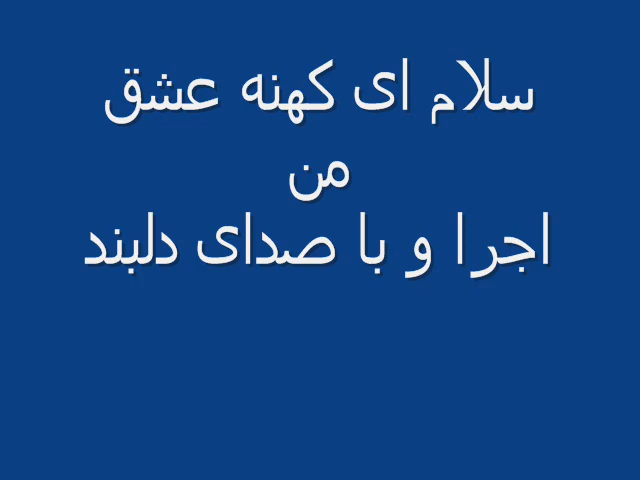 سلام ای کهنه عشق
من
اجرا و با صدای دلبند